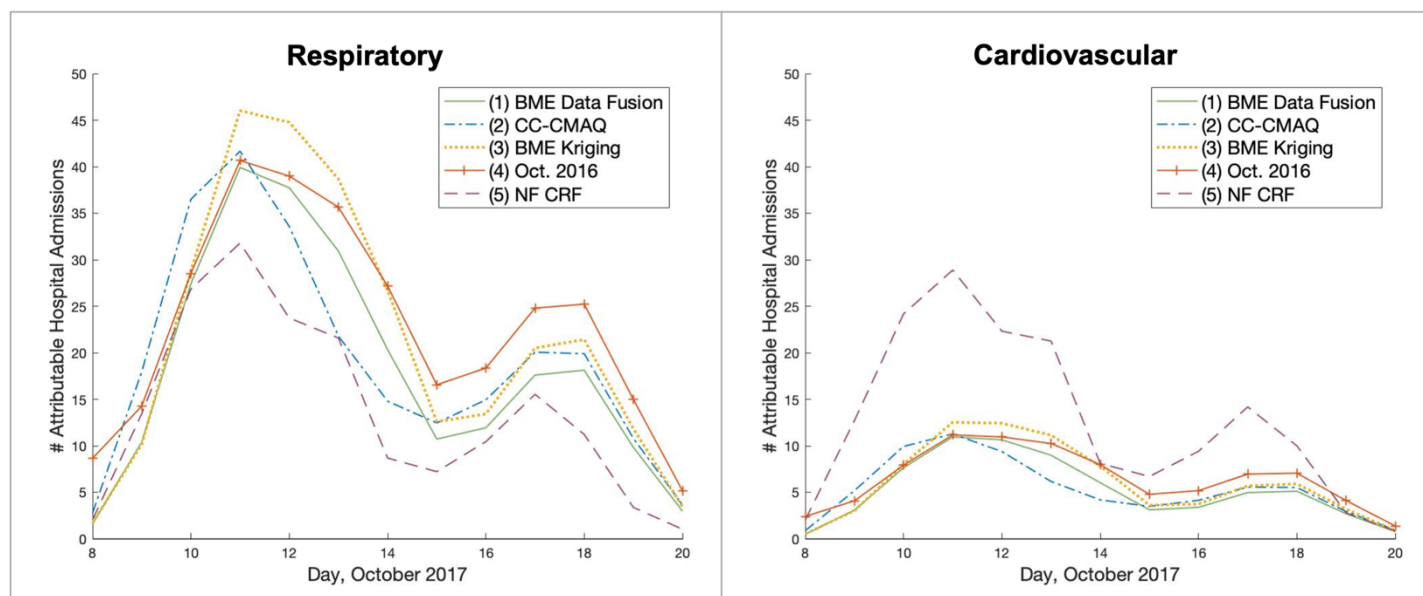 Respiratory
# Attributable Hospital Admissions
50
45
40
35
30
25
20
15
10
5
0
(1) BME Data Fusion
(2) CC-CMAQ
(3) BME Kriging
(4) Oct. 2016
(5) NF CRF
8
10
12
14
16
18
20
Day, October 2017
Cardiovascular
# Attributable Hospital Admissions
50
45
40
35
30
25
20
15
10
5
0
(1) BME Data Fusion
(2) CC-CMAQ
(3) BME Kriging
(4) Oct. 2016
(5) NF CRF
8
10
12
14
16
18
20
Day, October 2017